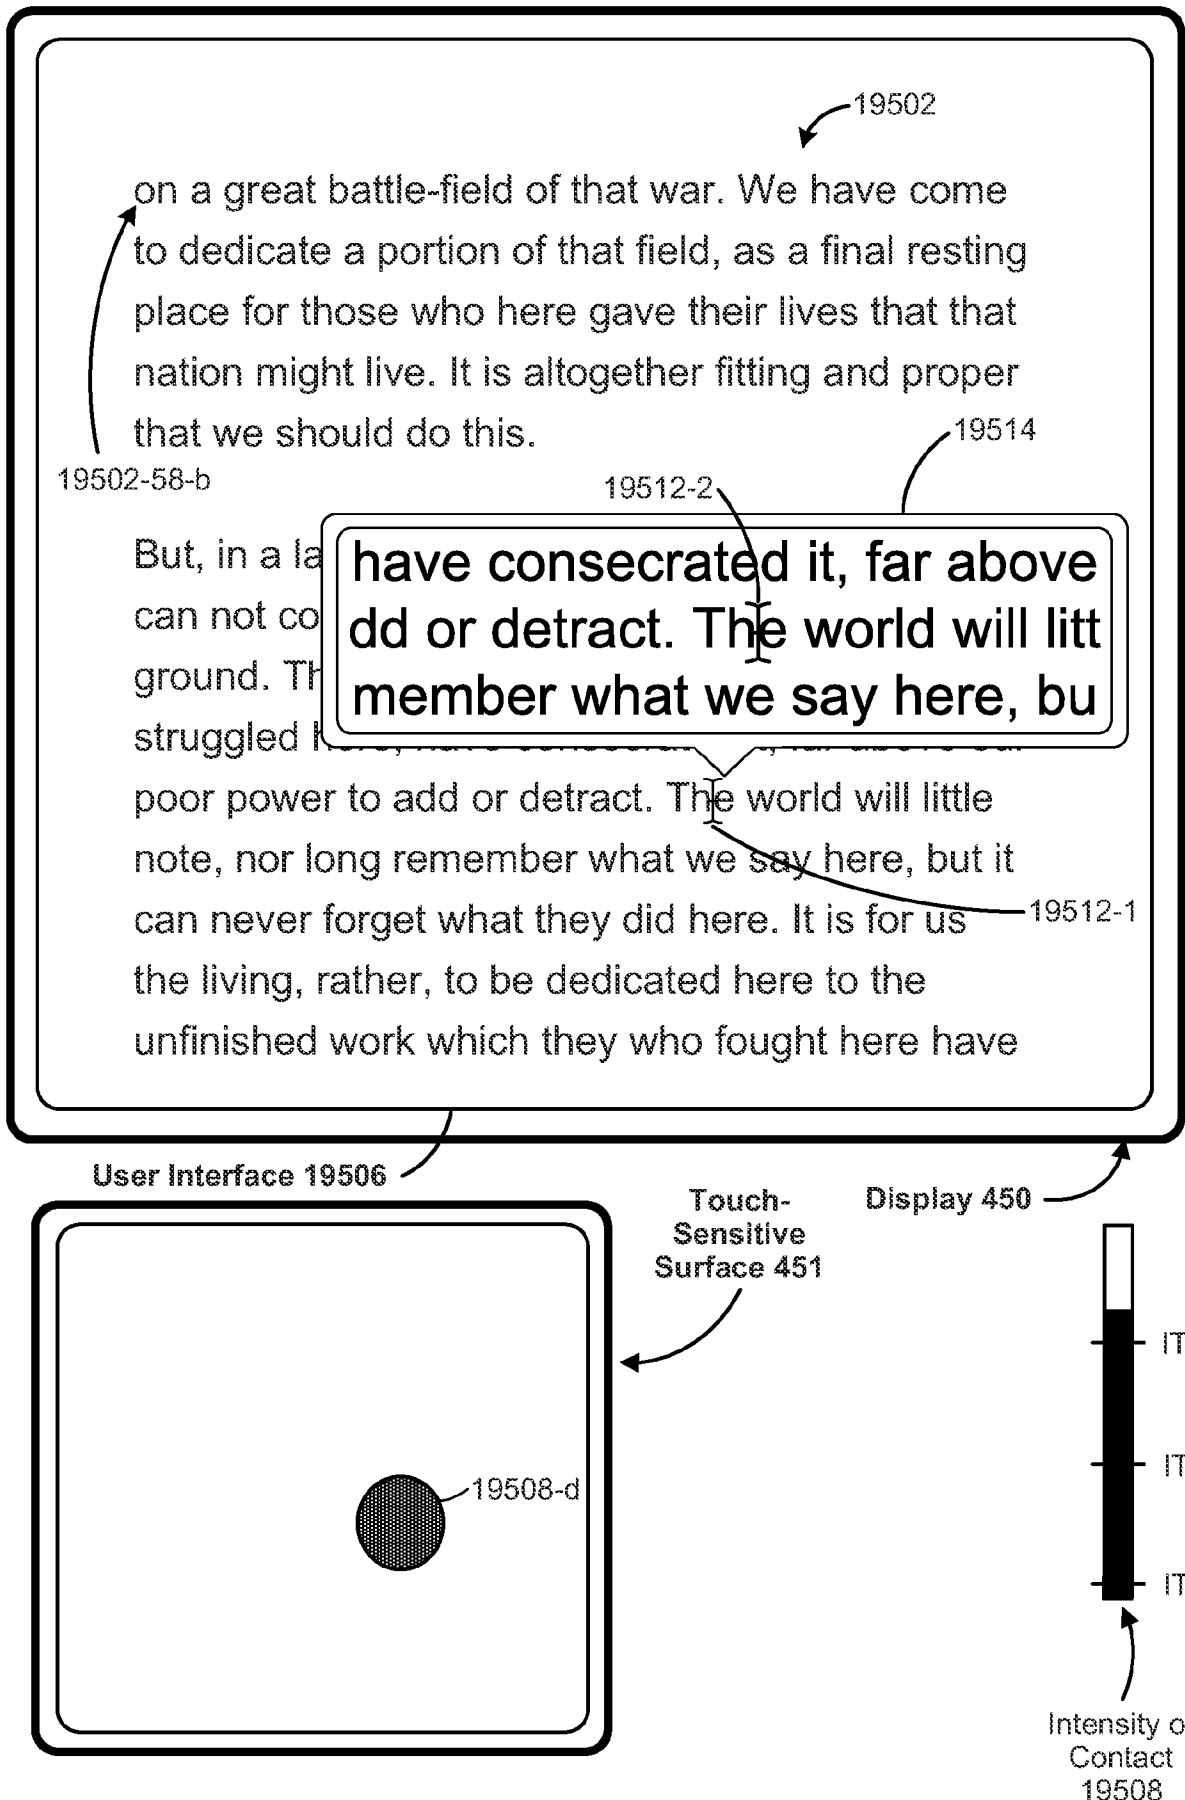 19502
on a great battle-field of that war. We have come
to dedicate a portion of that field, as a final resting
place for those who here gave their lives that that
nation might live. It is altogether fitting and proper
that we should do this.
19514
19502-58-b
19512-2
But, in a la
can not co
ground. Th
struggled
have consecrated it, far above
dd or detract. The world will litt
member what we say here, bu
poor power to add or detract. The world will little
note, nor long remember what we say here, but it
19512-1
can never forget what they did here. It is for us
the living, rather, to be dedicated here to the
unfinished work which they who fought here have
User Interface 19506
Touch-
Sensitive
Surface 451
Display 450
IT
IT
IT
19508-d
Intensity o
Contact
19508